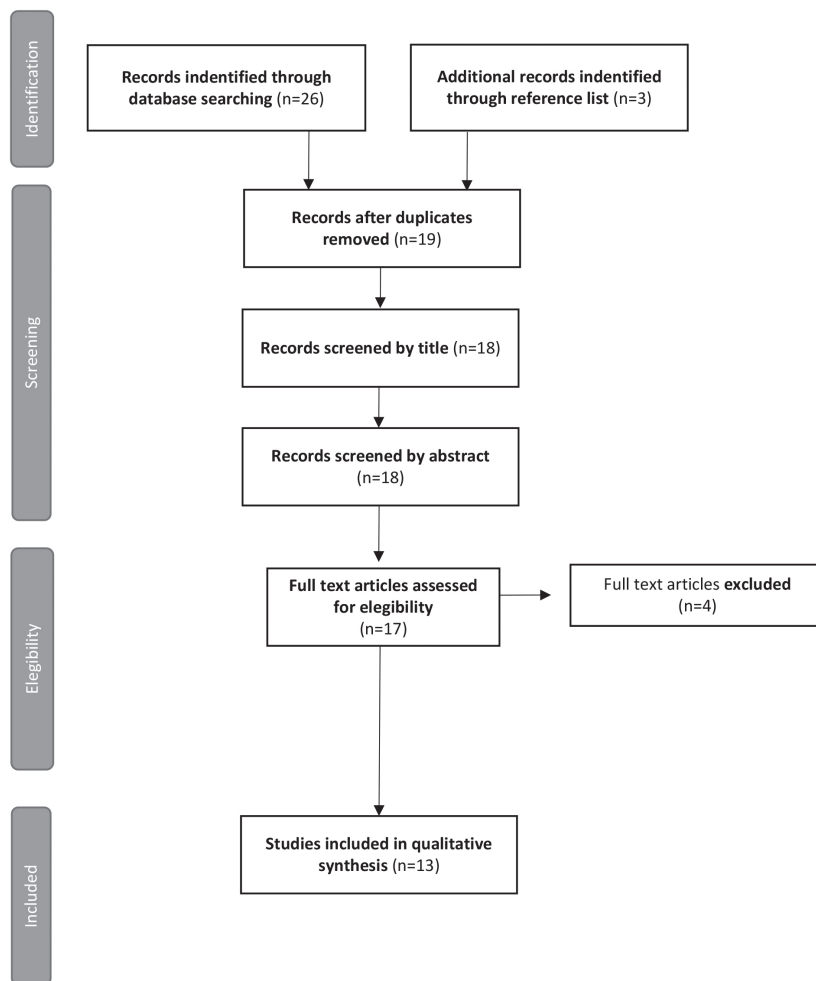 Identification
Records indentified through
database searching (n=26)
Additional records indentified
through reference list (n=3)
Screening
Records after duplicates
removed (n=19)
Records screened by title (n=18)
Records screened by abstract
(n=18)
Elegibility
Full text articles assessed
for elegibility
(n=17)
Full text articles excluded
(n=4)
Included
Studies included in qualitative
synthesis (n=13)